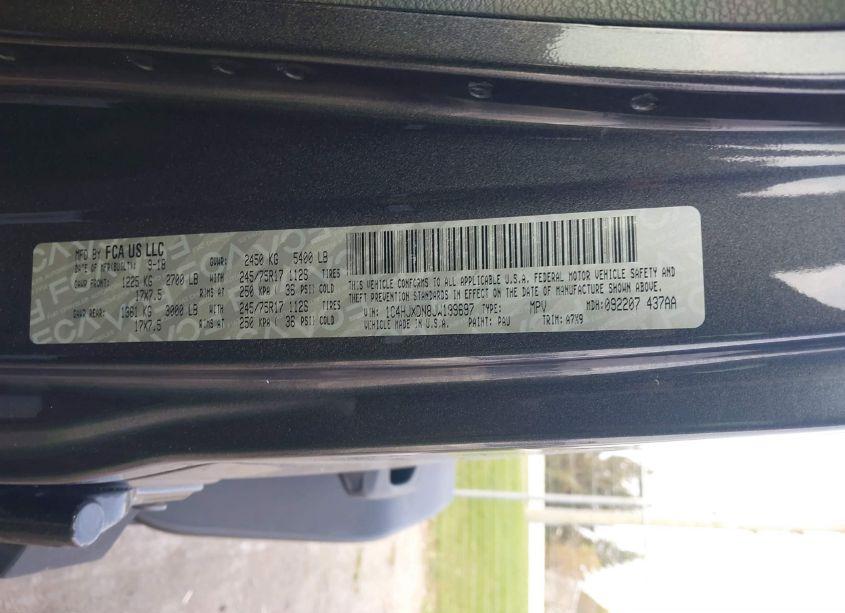 MFD BY FCA US LLC
DATE OF MFR(BUILT): 9-18 GVWR: 2450 KG 5400 LB
GAWR FRONT: 1225 KG 2700 LB WITH 245/75R17 112S TIRES
17X7.5 RIMS AT 250 KPA ( 36 PSI) COLD
GAWR REAR: 1361 KG 3000 LB WITH 245/75R17 112S TIRES
17X7.5 RIMS AT 250 KPA ( 36 PSI) COLD
THIS VEHICLE CONFORMS TO ALL APPLICABLE U.S.A. FEDERAL MOTOR VEHICLE SAFETY AND
THEFT PREVENTION STANDARDS IN EFFECT ON THE DATE OF MANUFACTURE SHOWN ABOVE.
VIN: 1C4HJXDN8JW199697 TYPE: MPV MDH: 092207 437AA
VEHICLE MADE IN U.S.A. PAINT: PAU TRIM: A7X9